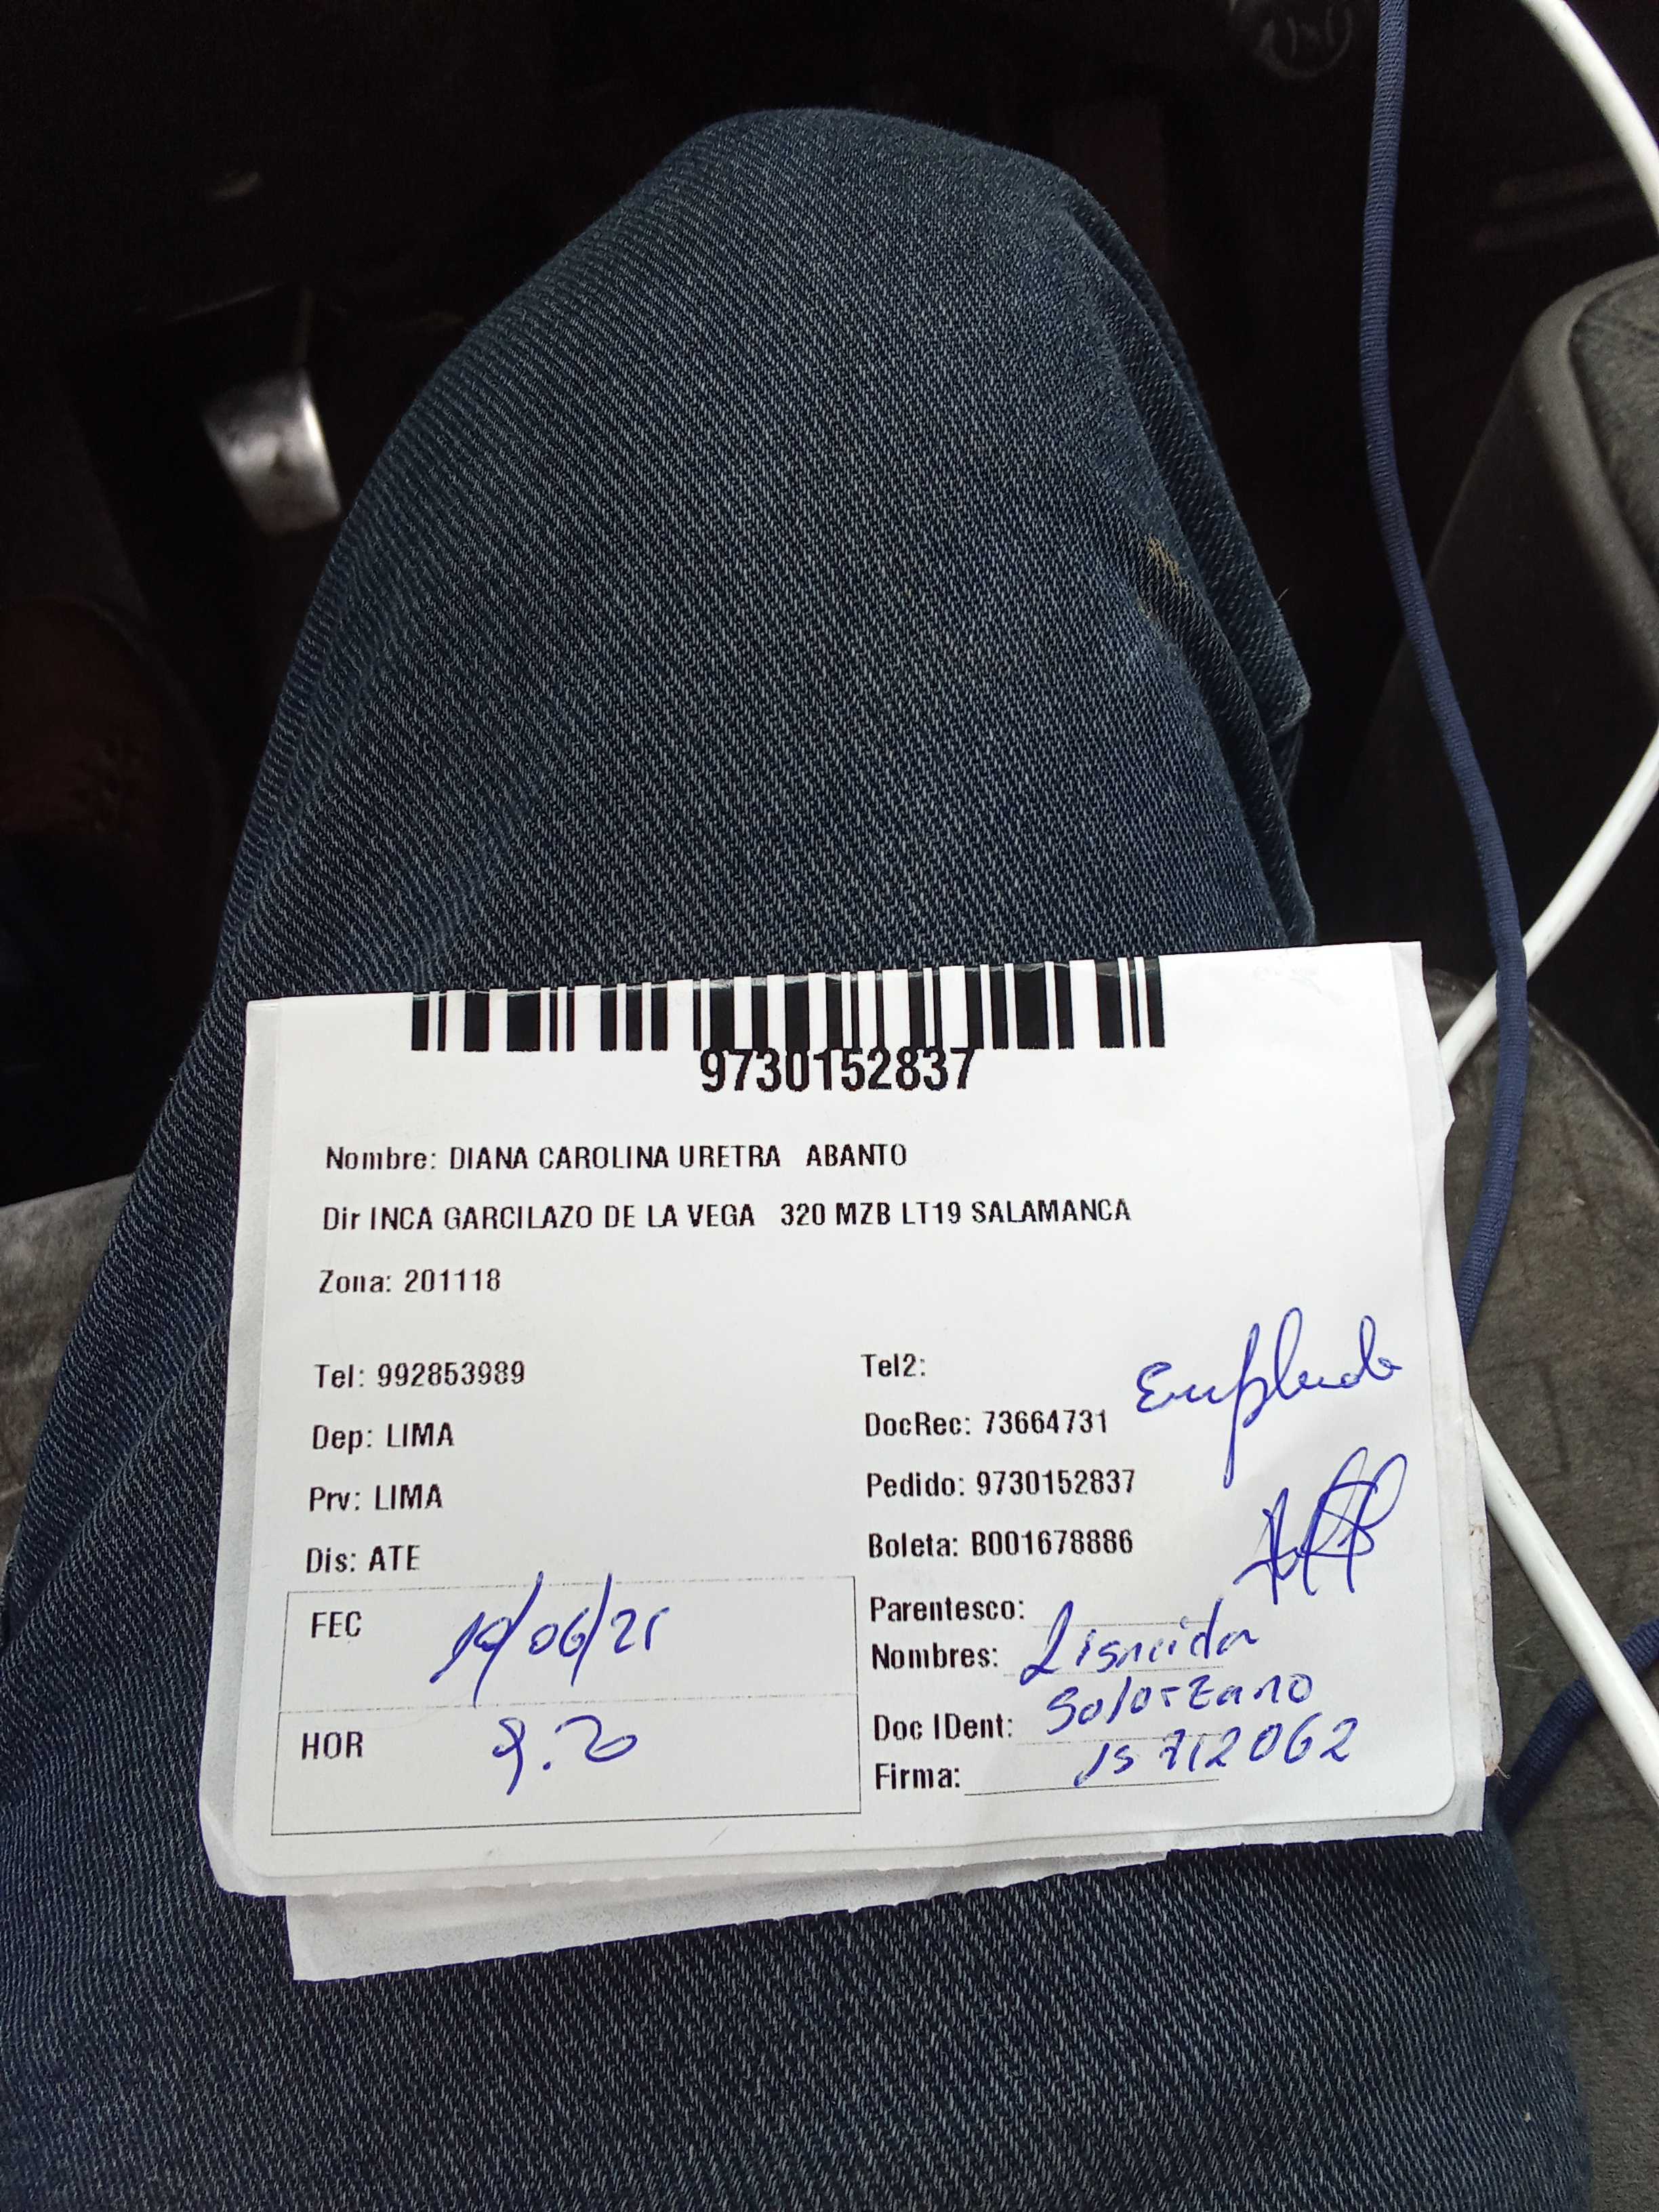 9730152837
Nombre: DIANA CAROLINA URETRA ABANTO
Dir INCA GARCILAZO DE LA VEGA 320 MZB LT19 SALAMANCA
Zona: 201118
Tel: 992853989
Tel2:
DocRec: 73664731
Dep: LIMA
Pedido: 9730152837
Prv: LIMA
Boleta: B001678886
Dis: ATE
Parentesco:
FEC
Nombres:
Solorzano
HOR
Doc IDent:
Firma: